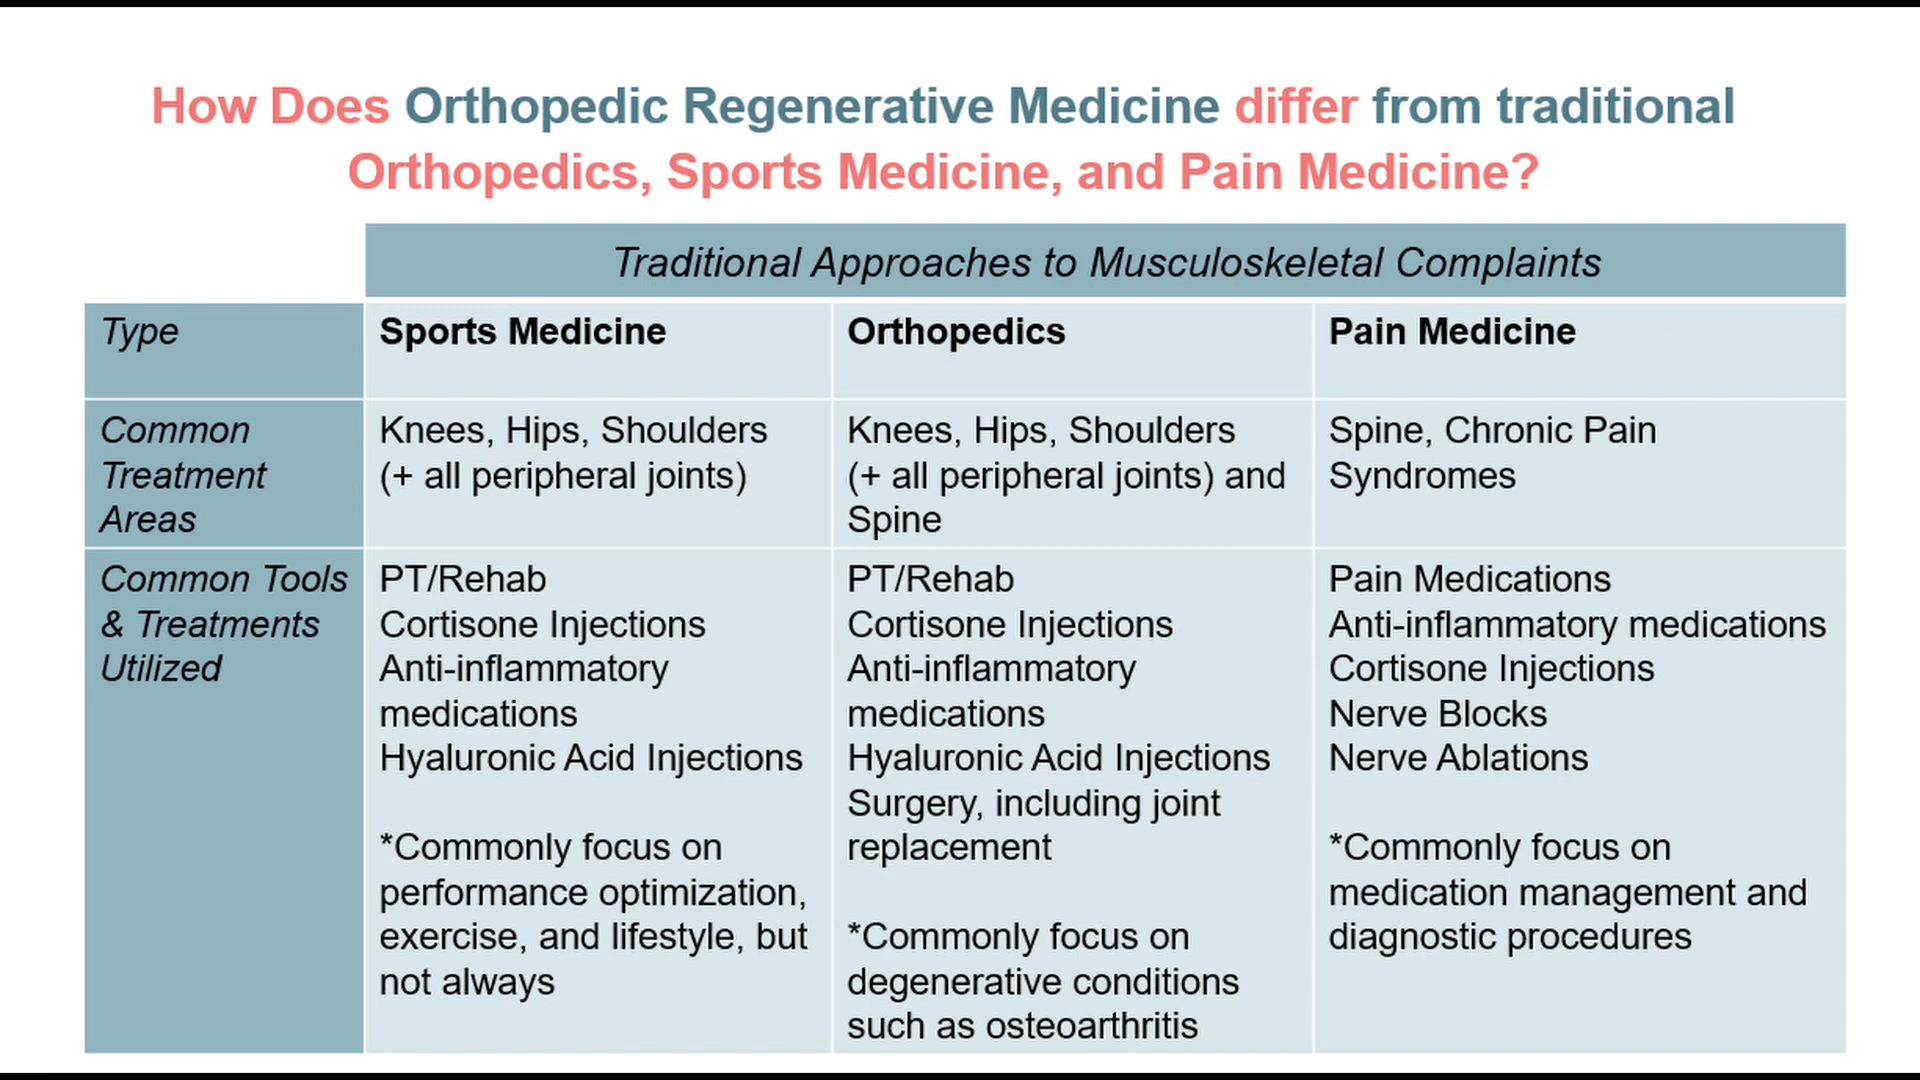 How Does Orthopedic Regenerative Medicine differ from traditional
Orthopedics, Sports Medicine, and Pain Medicine?
Traditional Approaches to Musculoskeletal Complaints
Type
Sports Medicine
Orthopedics
Pain Medicine
Common
Treatment
Areas
Knees, Hips, Shoulders
(+ all peripheral joints)
Knees, Hips, Shoulders
(+ all peripheral joints) and
Spine
Spine, Chronic Pain
Syndromes
Common Tools
& Treatments
Utilized
PT/Rehab
Cortisone Injections
Anti-inflammatory
medications
Hyaluronic Acid Injections
*Commonly focus on
performance optimization,
exercise, and lifestyle, but
not always
PT/Rehab
Cortisone Injections
Anti-inflammatory
medications
Hyaluronic Acid Injections
Surgery, including joint
replacement
*Commonly focus on
degenerative conditions
such as osteoarthritis
Pain Medications
Anti-inflammatory medications
Cortisone Injections
Nerve Blocks
Nerve Ablations
*Commonly focus on
medication management and
diagnostic procedures